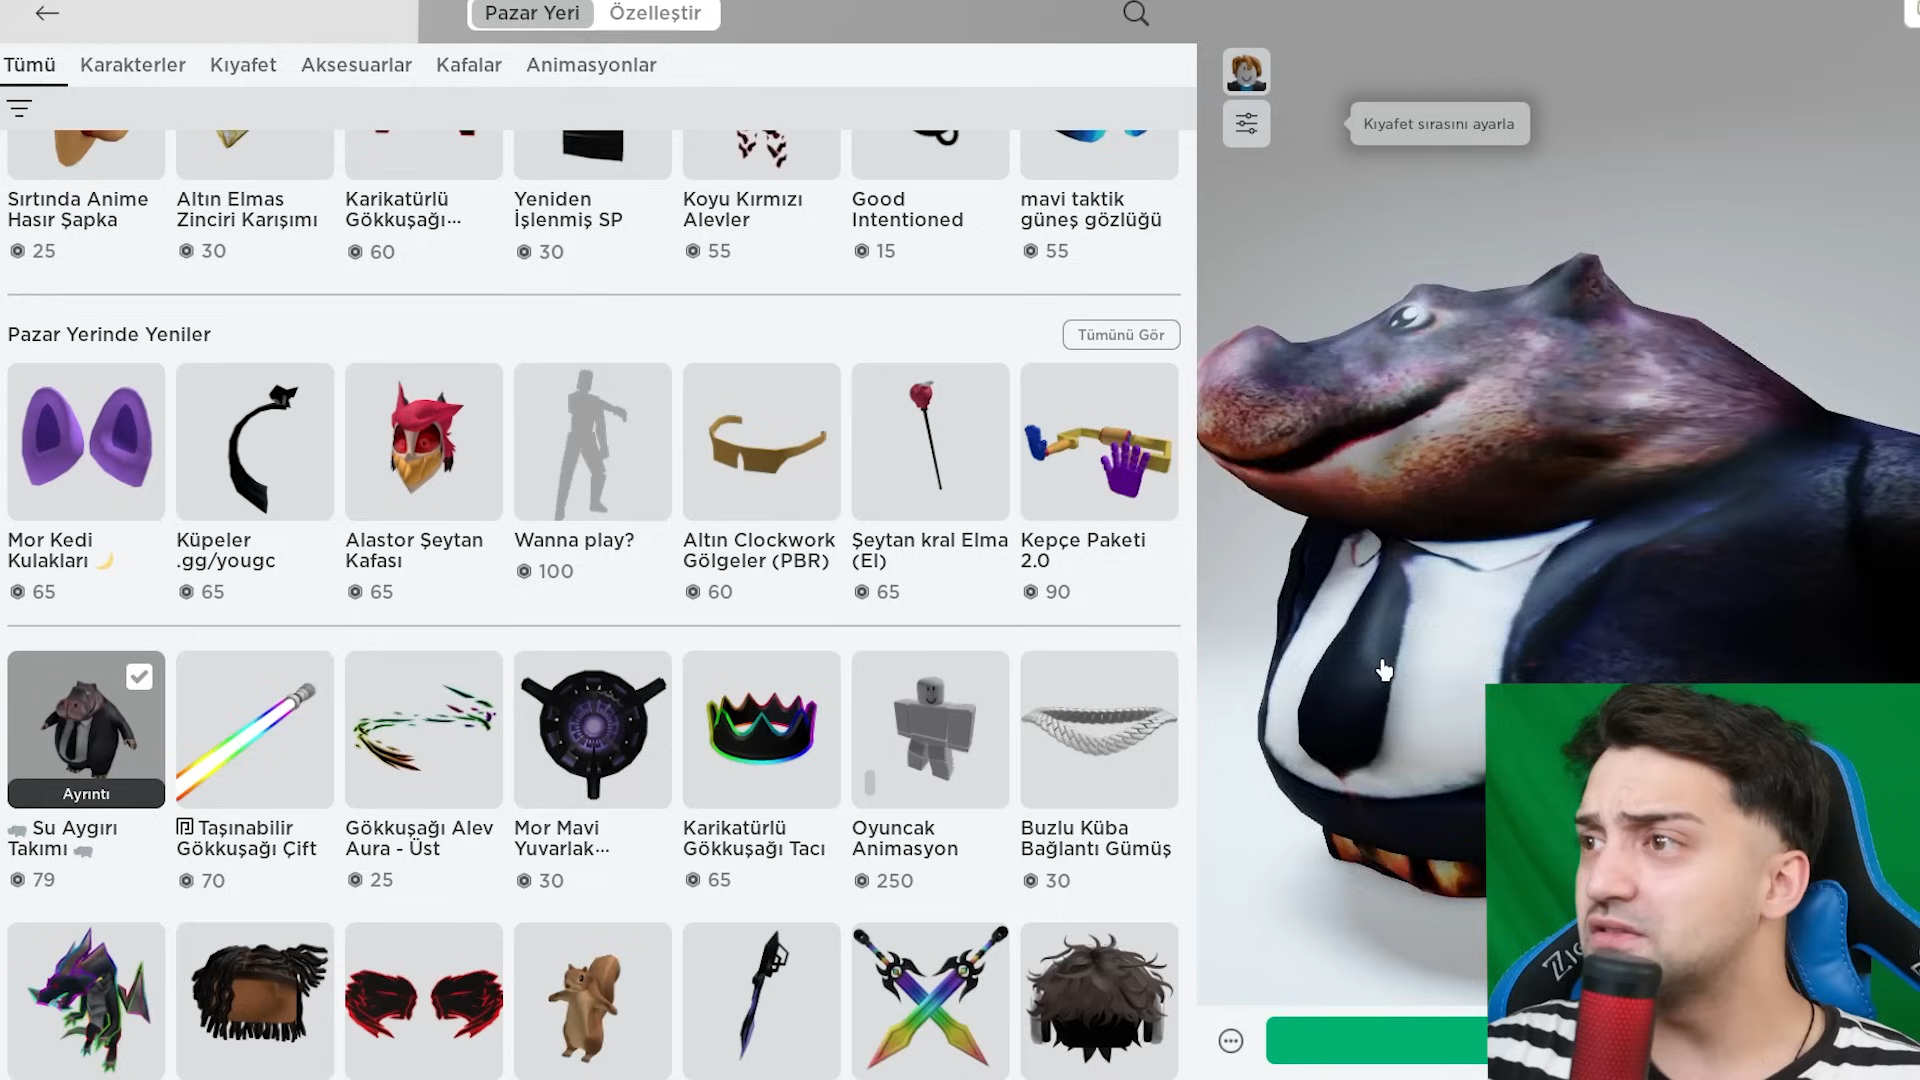 Pazar Yeri
Özelleştir
Tümü
Karakterler
Kıyafet
Aksesuarlar
Kafalar
Animasyonlar
Kıyafet sırasını ayarla
Sırtında Anime
Hasır Şapka
25
Altın Elmas
Zinciri Karışımı
30
Karikatürlü
Gökkuşağı...
60
Yeniden
İşlenmiş SP
30
Koyu Kırmızı
Alevler
55
Good
Intentioned
15
mavi taktik
güneş gözlüğü
55
Pazar Yerinde Yeniler
Tümünü Gör
Mor Kedi
Kulakları 🌙
65
Küpeler
.gg/yougc
65
Alastor Şeytan
Kafası
65
Wanna play?
100
Altın Clockwork
Gölgeler (PBR)
60
Şeytan kral Elma
(El)
65
Kepçe Paketi
2.0
90
Ayrıntı
🦛 Su Aygırı
Takımı 🦛
79
Taşınabilir
Gökkuşağı Çift
70
Gökkuşağı Alev
Aura - Üst
25
Mor Mavi
Yuvarlak...
30
Karikatürlü
Gökkuşağı Tacı
65
Oyuncak
Animasyon
250
Buzlu Küba
Bağlantı Gümüş
30